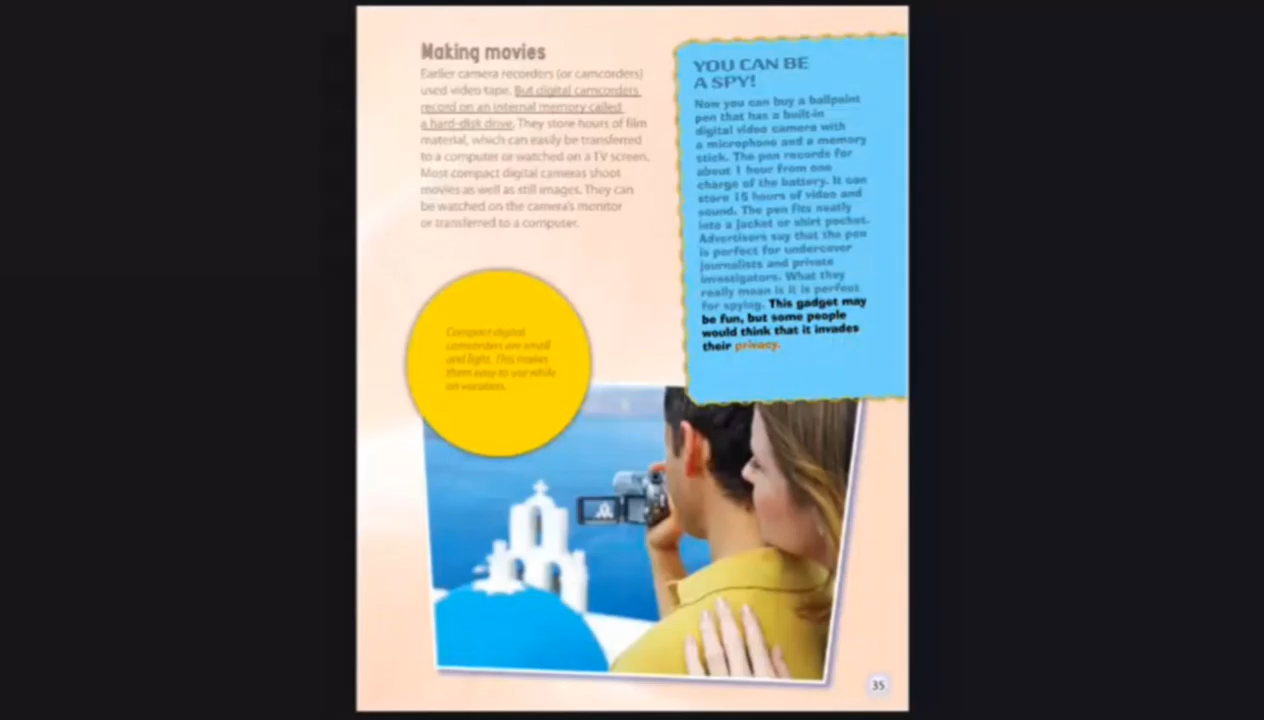 Making movies
Earlier camera recorders (or camcorders)
used video tape. But digital camcorders
record on an internal memory called
a hard-disk drive. They store hours of film
material, which can easily be transferred
to a computer or watched on a TV screen.
Most compact digital cameras shoot
movies as well as still images. They can
be watched on the camera's monitor
or transferred to a computer.
YOU CAN BE
A SPY!
Now you can buy a ballpoint
pen that has a built-in
digital video camera with
a microphone and a memory
stick. The pen records for
about 1 hour from one
charge of the battery. It can
store 15 hours of video and
sound. The pen fits neatly
into a jacket or shirt pocket.
Advertisers say that the pen
is perfect for undercover
journalists and private
investigators. What they
really mean is it is perfect
for spying. This gadget may
be fun, but some people
would think that it invades
their privacy.
Compact digital
camcorders are small
and light. This makes
them easy to use while
on vacation.
35